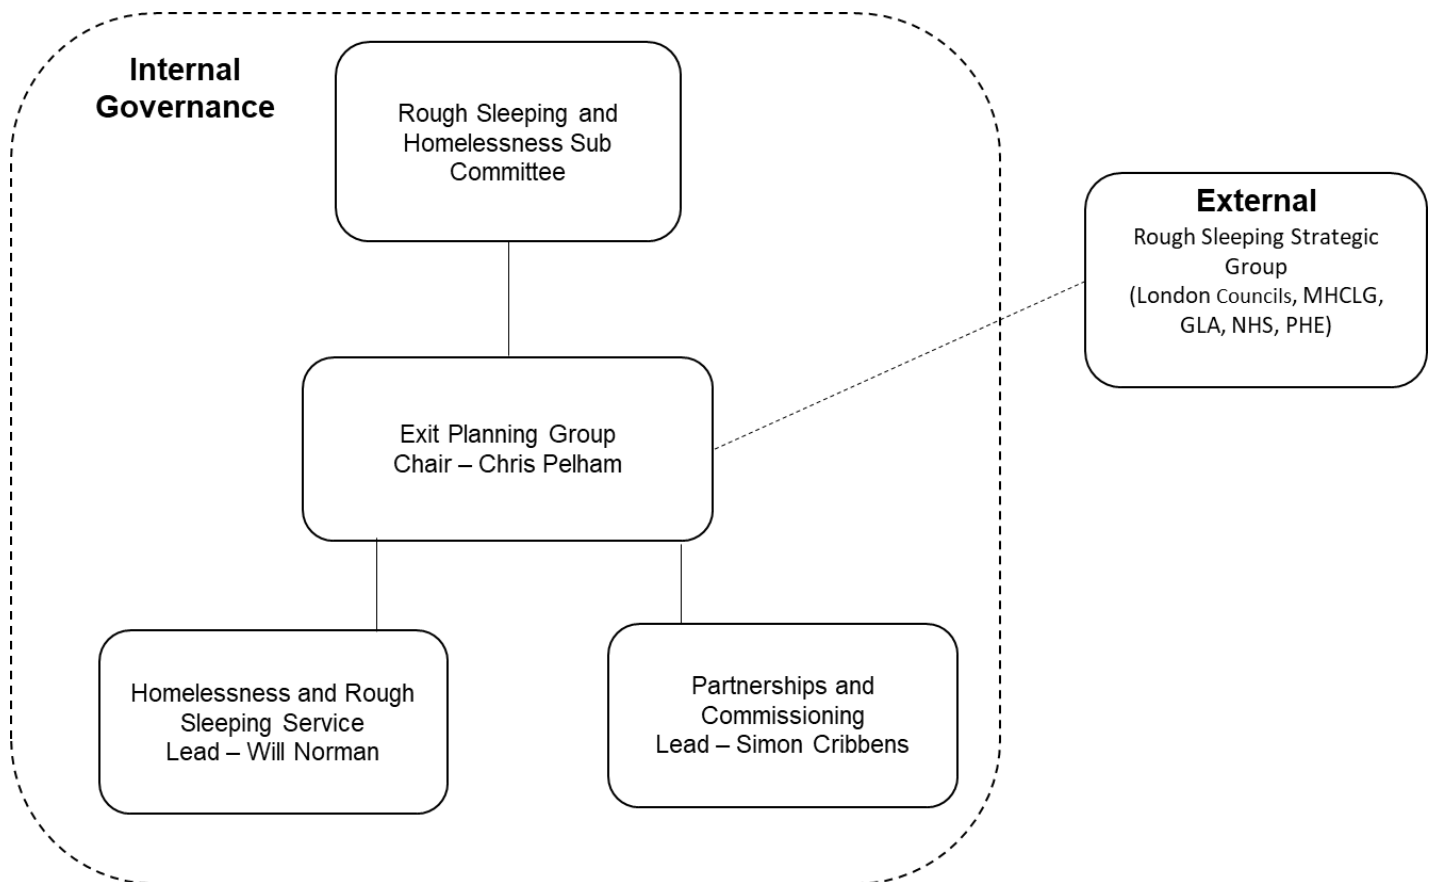 Internal
Governance
Rough Sleeping and
Homelessness Sub
Committee
External
Rough Sleeping Strategic
Group
(London Councils, MHCLG,
GLA, NHS, PHE)
Exit Planning Group
Chair – Chris Pelham
Homelessness and Rough
Sleeping Service
Lead – Will Norman
Partnerships and
Commissioning
Lead – Simon Cribbens